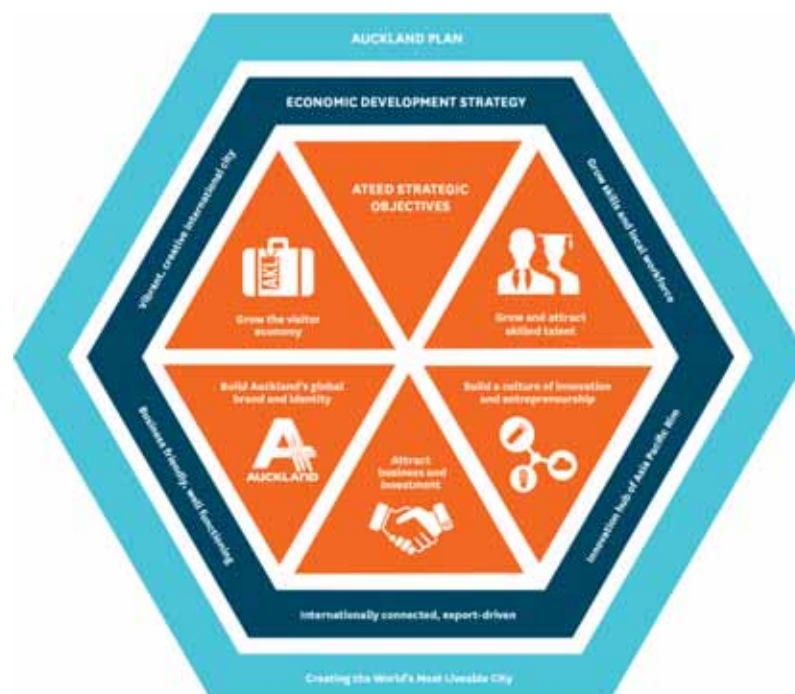 AUCKLAND PLAN
ECONOMIC DEVELOPMENT STRATEGY
Vibrant, creative international city
Grow skills and local workforce
ATEED STRATEGIC
OBJECTIVES
AKL
Grow the visitor
economy
Grow and attract
skilled talent
Build Auckland's global
brand and identity
A
AUCKLAND
Attract
business and
investment
Build a culture of innovation
and entrepreneurship
Business friendly, well functioning
Innovation hub of Asia Pacific Rim
Internationally connected, export-driven
Creating the World's Most Liveable City